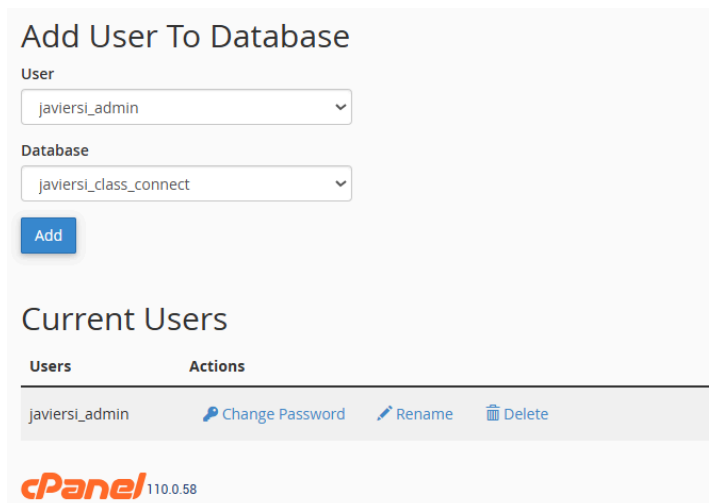 Add User To Database
User
javiersi_admin
Database
javiersi_class_connect
Add
Current Users
Users Actions
javiersi_admin Change Password Rename Delete
cPanel 110.0.58